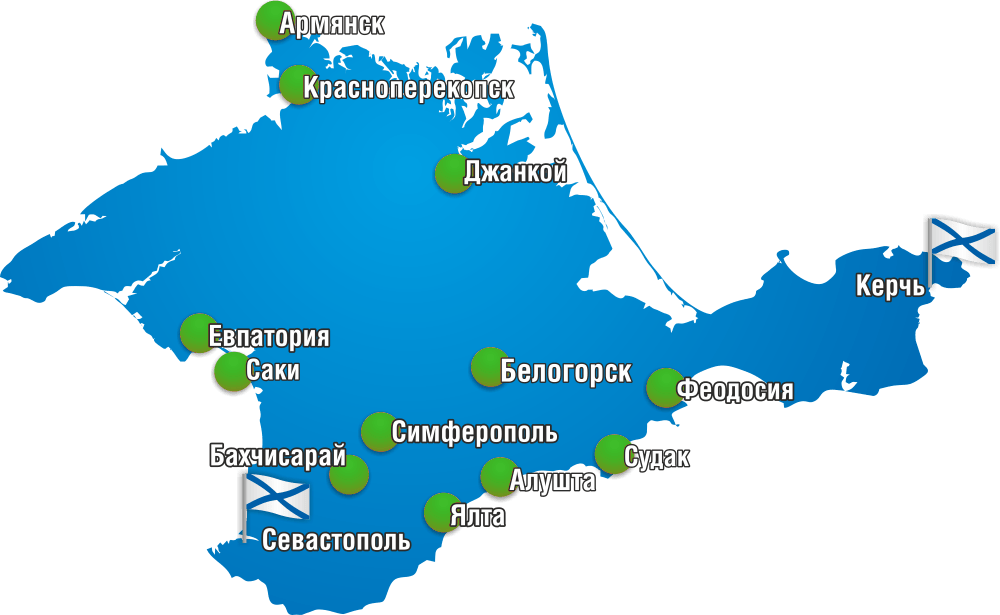 Армянск
Красноперекопск
Джанкой
Керчь
Евпатория
Саки
Белогорск
Феодосия
Симферополь
Бахчисарай
Судак
Алушта
Ялта
Севастополь